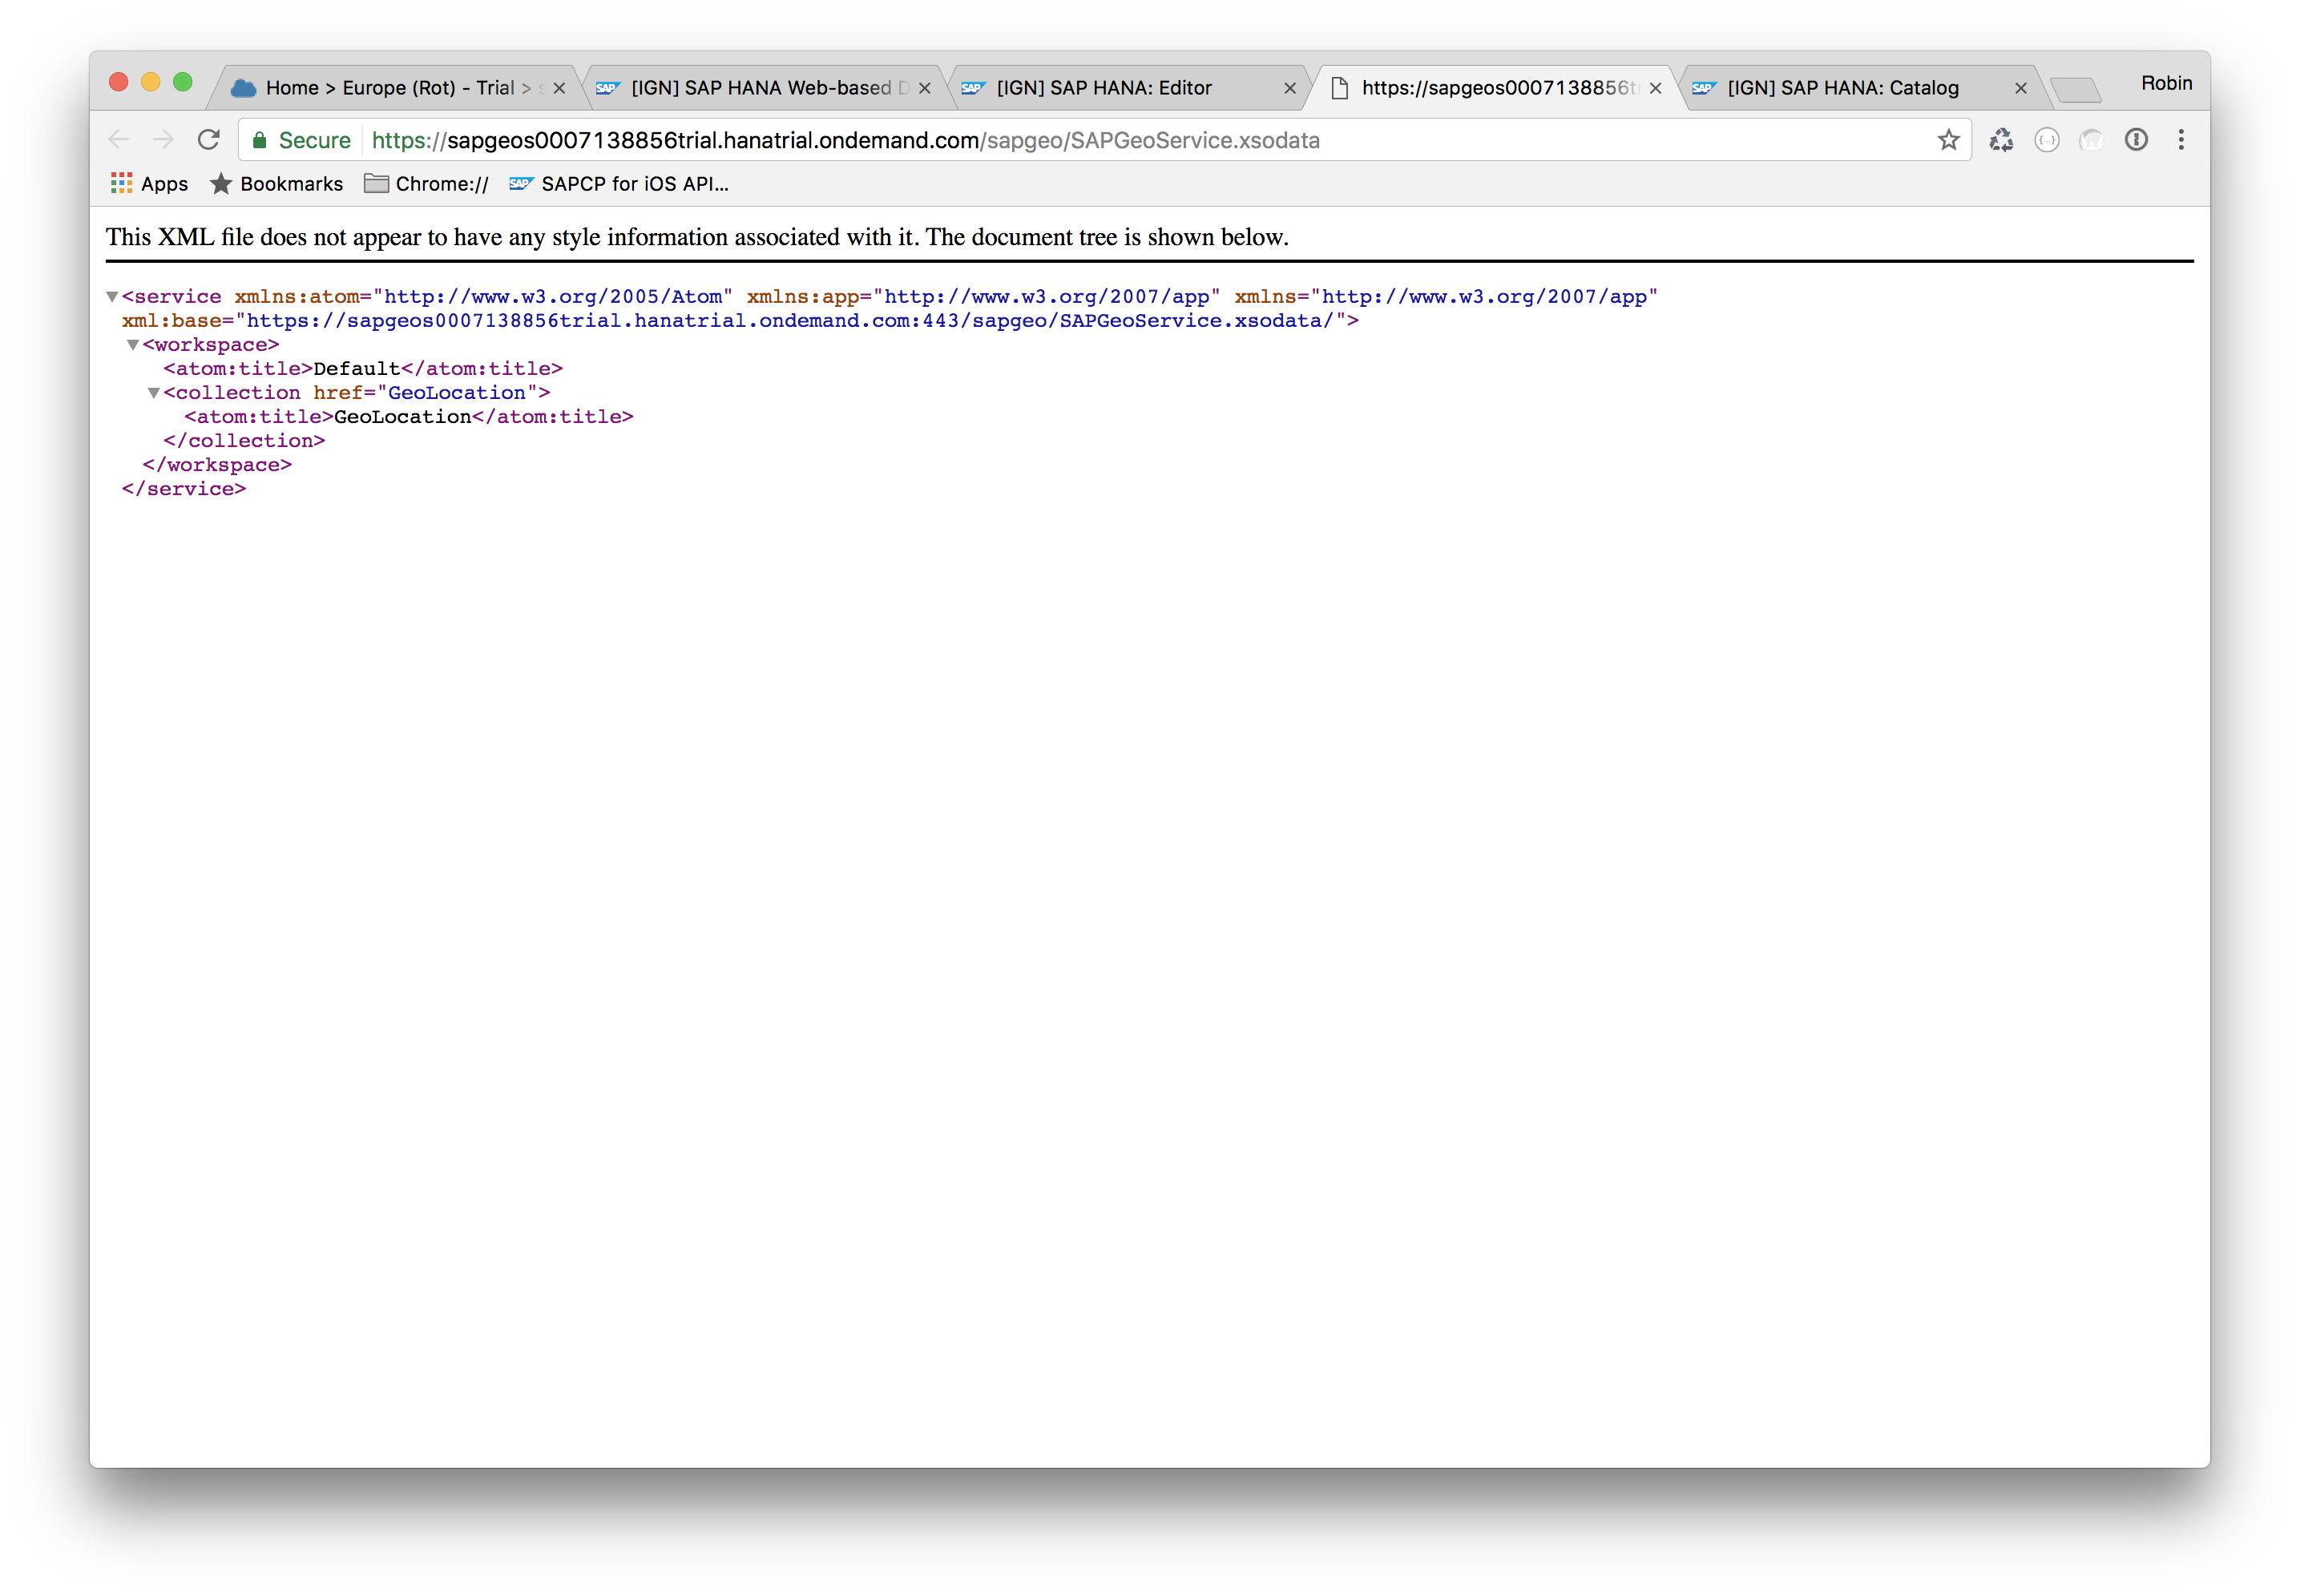 Home > Europe (Rot) - Trial > s
SAP [IGN] SAP HANA Web-based D
SAP [IGN] SAP HANA: Editor
https://sapgeos0007138856tr
SAP [IGN] SAP HANA: Catalog
Robin
Secure https://sapgeos0007138856trial.hanatrial.ondemand.com/sapgeo/SAPGeoService.xsodata
Apps Bookmarks Chrome:// SAP SAPCP for iOS API...
This XML file does not appear to have any style information associated with it. The document tree is shown below.
<service xmlns:atom="http://www.w3.org/2005/Atom" xmlns:app="http://www.w3.org/2007/app" xmlns="http://www.w3.org/2007/app"
xml:base="https://sapgeos0007138856trial.hanatrial.ondemand.com:443/sapgeo/SAPGeoService.xsodata/">
<workspace>
<atom:title>Default</atom:title>
<collection href="GeoLocation">
<atom:title>GeoLocation</atom:title>
</collection>
</workspace>
</service>